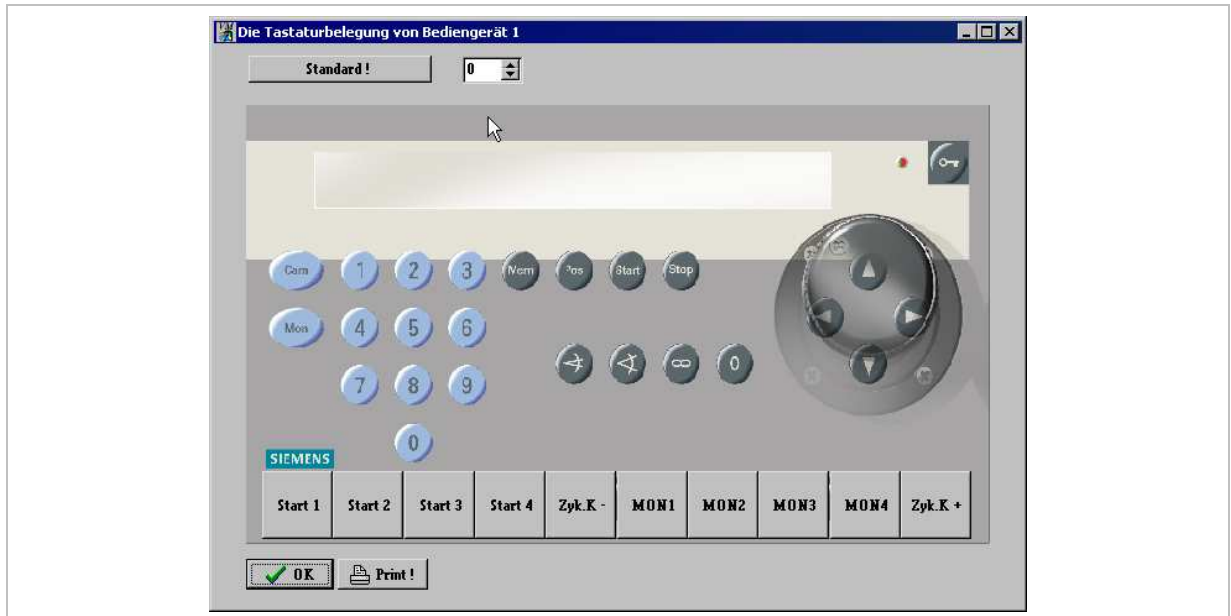 Die Tastaturbelegung von Bediengerät 1
Standard !
0
Cam 1 2 3 Mem Pos Start Stop
Mon 4 5 6
0
7 8 9
0
SIEMENS
Start 1 Start 2 Start 3 Start 4 Zyk.K - MON1 MON2 MON3 MON4 Zyk.K +
OK Print !